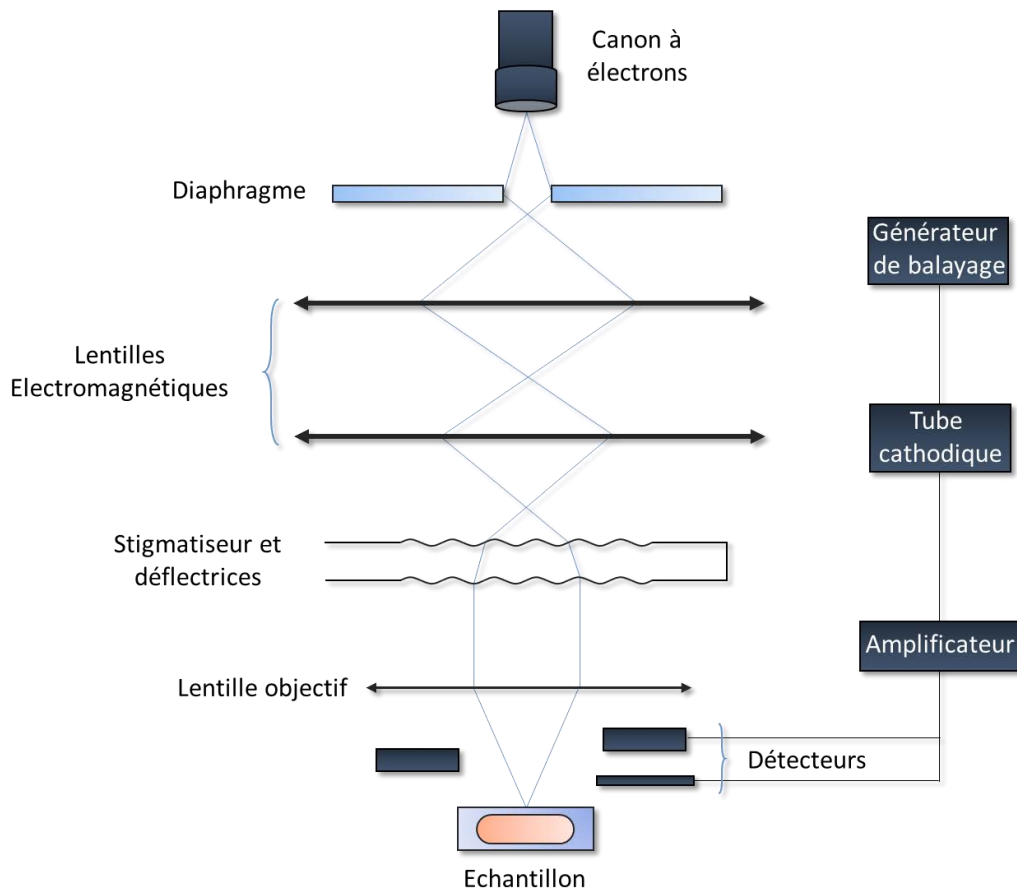 Canon à
électrons
Diaphragme
Générateur
de balayage
Lentilles
Electromagnétiques
Tube
cathodique
Stigmatiseur et
déflectrices
Amplificateur
Lentille objectif
Détecteurs
Echantillon